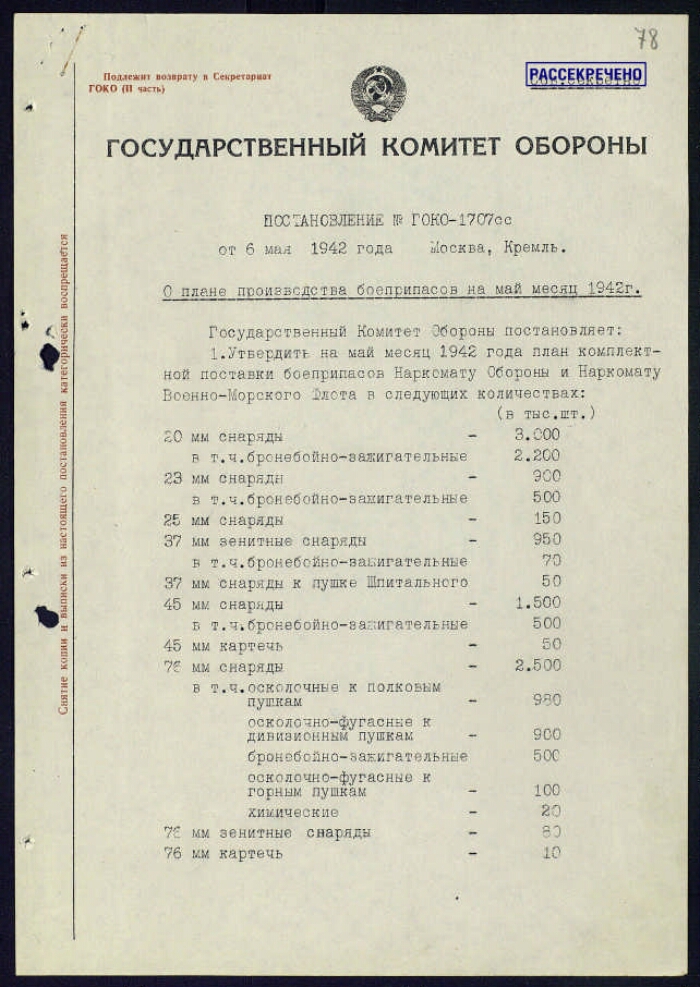 78
Подлежит возврату в Секретариат
ГОКО (II часть)
РАССЕКРЕЧЕНО
ГОСУДАРСТВЕННЫЙ КОМИТЕТ ОБОРОНЫ
ПОСТАНОВЛЕНИЕ № ГОКО-1707сс
от 6 мая 1942 года Москва, Кремль.
О плане производства боеприпасов на май месяц 1942г.
Государственный Комитет Обороны постановляет:
1.Утвердить на май месяц 1942 года план комплект-
ной поставки боеприпасов Наркомату Обороны и Наркомату
Военно-Морского Флота в следующих количествах:
(в тыс.шт.)
20 мм снаряды - 3.000
в т.ч.бронебойно-зажигательные 2.200
23 мм снаряды - 900
в т.ч.бронебойно-зажигательные 500
25 мм снаряды - 150
37 мм зенитные снаряды - 950
в т.ч.бронебойно-зажигательные 70
37 мм снаряды к пушке Шпитального 50
45 мм снаряды - 1.500
в т.ч.бронебойно-зажигательные 500
45 мм картечь - 50
76 мм снаряды - 2.500
в т.ч.осколочные к полковым
пушкам - 980
осколочно-фугасные к
дивизионным пушкам - 900
бронебойно-зажигательные 500
осколочно-фугасные к
горным пушкам - 100
химические - 20
76 мм зенитные снаряды - 80
76 мм картечь - 10
Снятие копии и выписки из настоящего постановления категорически воспрещается